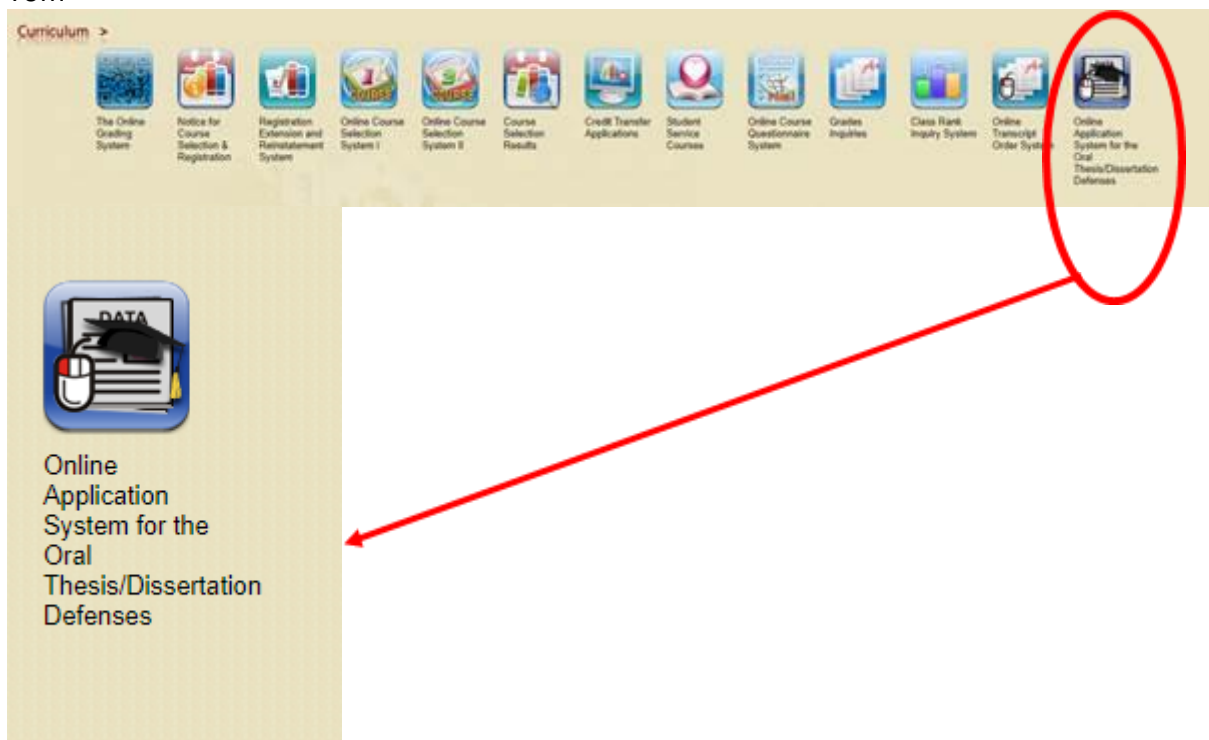 Curriculum >
The Online
Grading
System
Notice for
Course
Selection &
Registration
Registration
Extension and
Reinstatement
System
Online Course
Selection
System I
Online Course
Selection
System II
Course
Selection
Results
Credit Transfer
Applications
Student
Service
Courses
Online Course
Questionnaire
System
Grades
Inquiries
Class Rank
Inquiry System
Online
Transcript
Order System
Online
Application
System for the
Oral
Thesis/Dissertation
Defenses
DATA
Online
Application
System for the
Oral
Thesis/Dissertation
Defenses